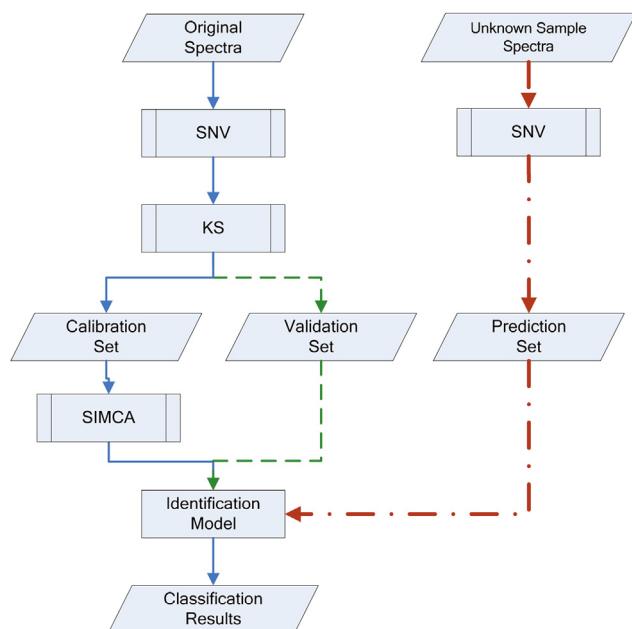 Original
Spectra
Unknown Sample
Spectra
SNV
SNV
KS
Calibration
Set
Validation
Set
Prediction
Set
SIMCA
Identification
Model
Classification
Results